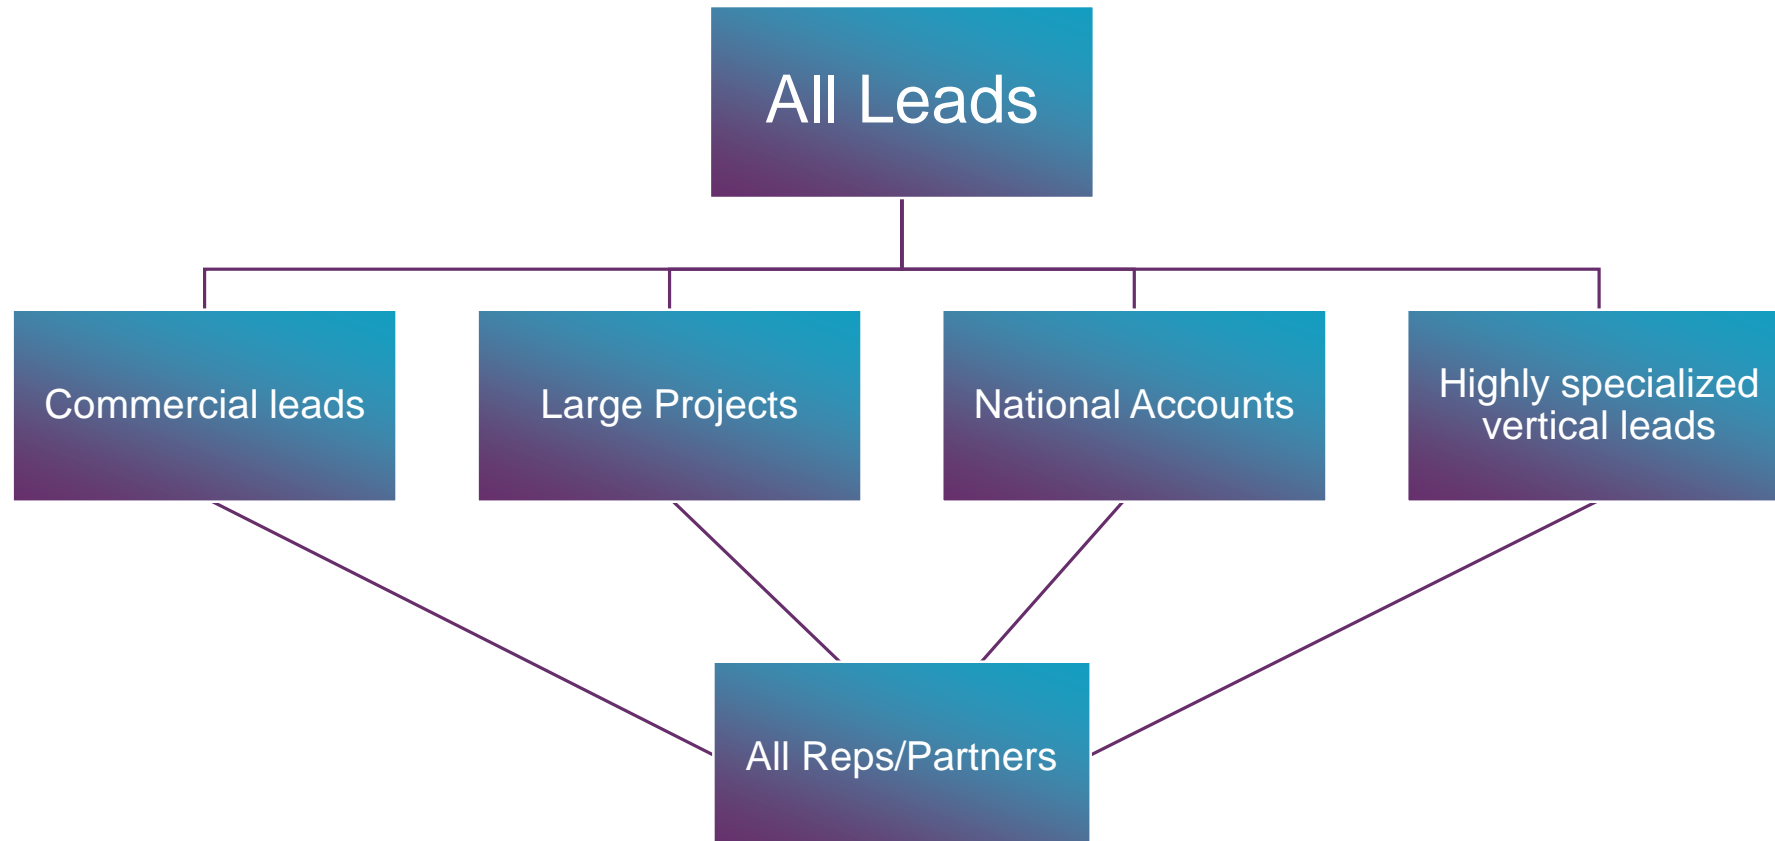 All Leads
Commercial leads
Large Projects
National Accounts
Highly specialized
vertical leads
All Reps/Partners